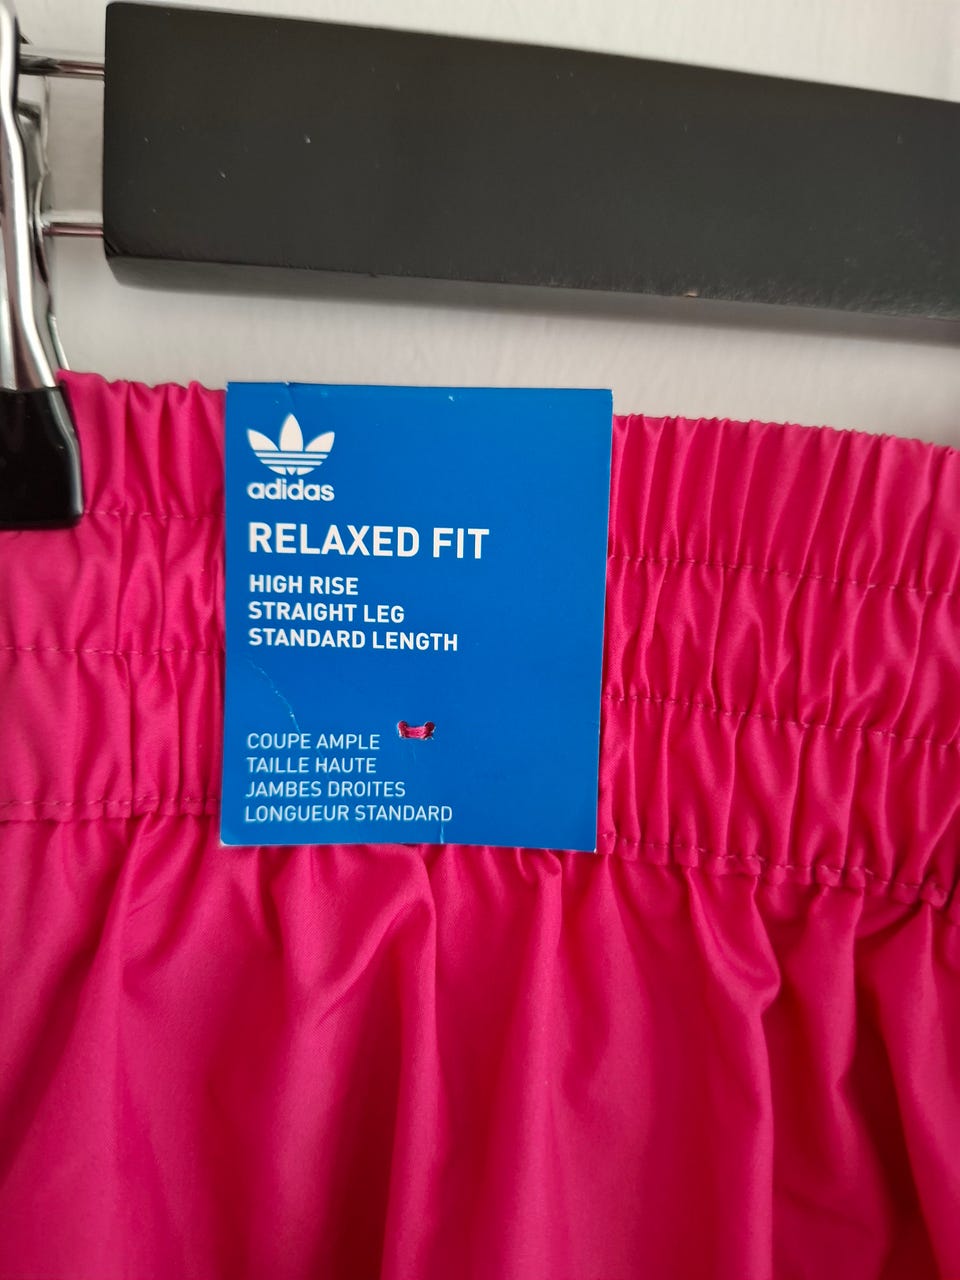 adidas
RELAXED FIT
HIGH RISE
STRAIGHT LEG
STANDARD LENGTH
COUPE AMPLE
TAILLE HAUTE
JAMBES DROITES
LONGUEUR STANDARD